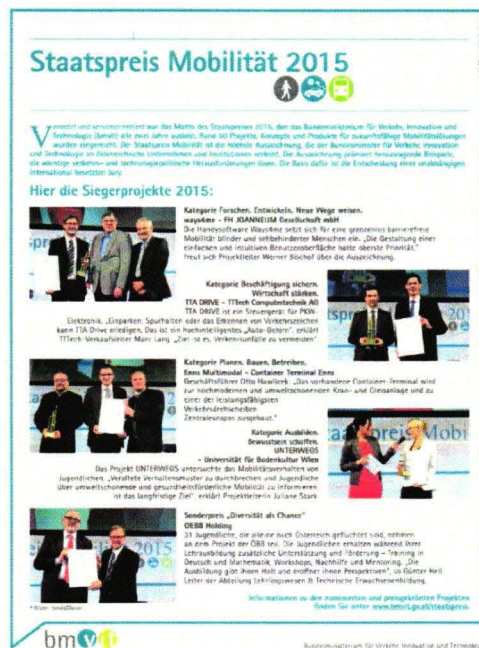 Staatspreis Mobilität 2015
Vernetzt und serviceorientiert war das Motto des Staatspreises 2015, den das Bundesministerium für Verkehr, Innovation und
Technologie (bmvit) alle zwei Jahre auslobt. Rund 50 Projekte, Konzepte und Produkte für zukunftsfähige Mobilitätslösungen
wurden eingereicht. Der Staatspreis Mobilität ist die höchste Auszeichnung, die der Bundesminister für Verkehr, Innovation
und Technologie an österreichische Unternehmen und Institutionen verleiht. Die Auszeichnung prämiert herausragende Beispiele,
die wichtige verkehrs- und technologiepolitische Herausforderungen lösen. Die Basis dafür ist die Entscheidung einer unabhängigen,
international besetzten Jury.
Hier die Siegerprojekte 2015:
Kategorie Forschen. Entwickeln. Neue Wege weisen.
ways4me – FH JOANNEUM Gesellschaft mbH
Die Handysoftware Ways4me setzt sich für eine grenzenlos barrierefreie
Mobilität blinder und sehbehinderter Menschen ein. „Die Gestaltung einer
einfachen und intuitiven Benutzeroberfläche hatte oberste Priorität.“
freut sich Projektleiter Werner Bischof über die Auszeichnung.
Kategorie Beschäftigung sichern.
Wirtschaft stärken.
TTA DRIVE – TTTech Computertechnik AG
TTA DRIVE ist ein Steuergerät für PKW-
Elektronik. „Einparken, Spurhalten oder das Erkennen von Verkehrszeichen
kann TTA Drive erledigen. Das ist ein hochintelligentes „Auto-Gehirn“, erklärt
TTTech-Verkaufsleiter Marc Lang „Ziel ist es, Verkehrsunfälle zu vermeiden“
Kategorie Planen. Bauen. Betreiben.
Enns Multimodal – Container Terminal Enns
Geschäftsführer Otto Hawlicek. „Das vorhandene Container-Terminal wird
zur hochmodernen und umweltschonenden Kran- und Gleisanlage und zu
einer der leistungsfähigsten
Verkehrsdrehscheiben
Zentraleuropas ausgebaut.“
Kategorie Ausbilden.
Bewusstsein schaffen.
UNTERWEGS
– Universität für Bodenkultur Wien
Das Projekt UNTERWEGS untersuchte das Mobilitätsverhalten von
Jugendlichen. „Veraltete Verhaltensmuster zu durchbrechen und Jugendliche
über umweltschonende und gesundheitsförderliche Mobilität zu informieren,
ist das langfristige Ziel“, erklärt Projektleiterin Juliane Stark
Sonderpreis „Diversität als Chance“
OEBB Holding
31 Jugendliche, die alleine nach Österreich geflüchtet sind, nehmen
an dem Projekt der ÖBB teil. Die Jugendlichen erhalten während ihrer
Lehrausbildung zusätzliche Unterstützung und Förderung – Training in
Deutsch und Mathematik, Workshops, Nachhilfe und Mentoring. „Die
Ausbildung gibt ihnen Halt und eröffnet ihnen Perspektiven“, so Günter Heil
Leiter der Abteilung Lehrlingswesen & Technische Erwachsenenbildung.
Informationen zu den nominierten und preisgekrönten Projekten
finden Sie unter www.bmvit.gv.at/staatspreis.
bmvit
Bundesministerium für Verkehr, Innovation und Technologie